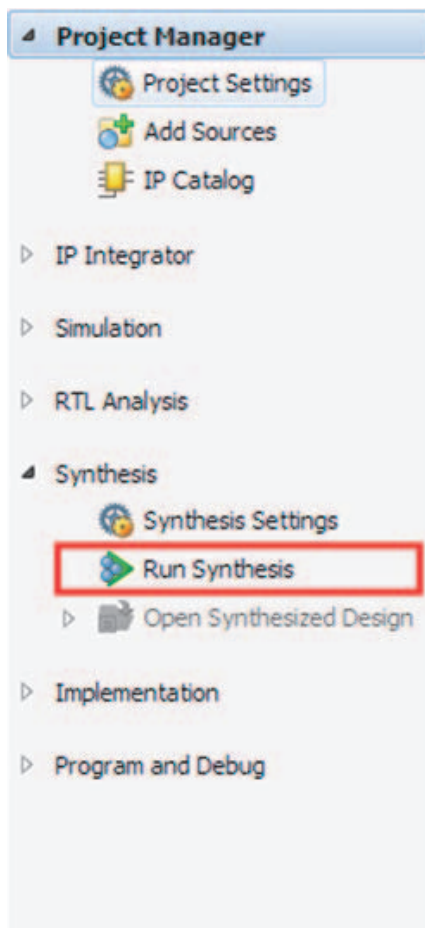 Project Manager
Project Settings
Add Sources
IP Catalog
IP Integrator
Simulation
RTL Analysis
Synthesis
Synthesis Settings
Run Synthesis
Open Synthesized Design
Implementation
Program and Debug